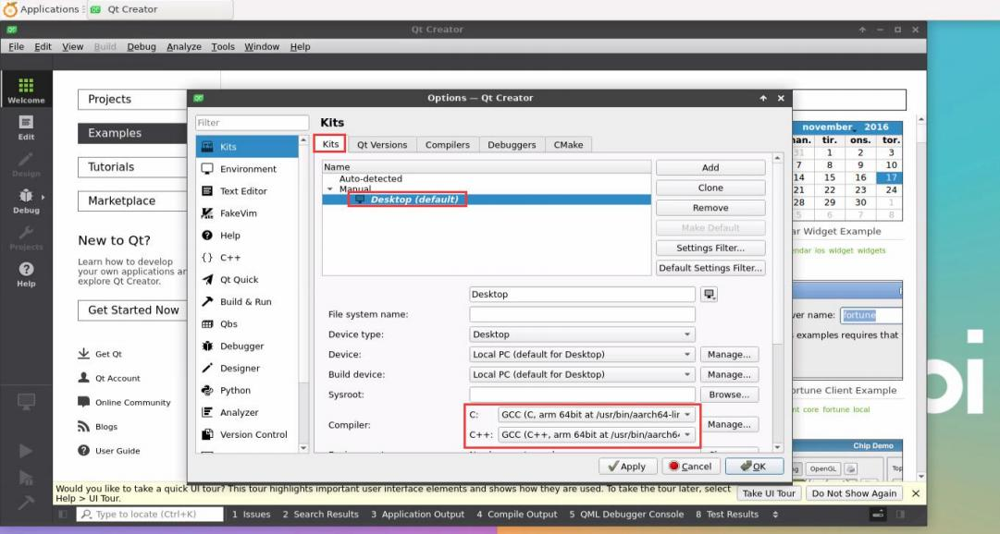 Applications
Qt Creator
Qt Creator
File Edit View Build Debug Analyze Tools Window Help
Welcome
Edit
Design
Debug
Projects
Help
Projects
Examples
Tutorials
Marketplace
New to Qt?
Learn how to develop
your own applications ar
explore Qt Creator.
Get Started Now
Get Qt
Qt Account
Online Community
Blogs
User Guide
Options — Qt Creator
Filter
Kits
Environment
Text Editor
FakeVim
Help
{} C++
Qt Quick
Build & Run
Qbs
Debugger
Designer
Python
Analyzer
Version Control
Kits
Kits Qt Versions Compilers Debuggers CMake
Name
Auto-detected
Manual
Desktop (default)
Add
Clone
Remove
Make Default
Settings Filter...
Default Settings Filter...
Desktop
File system name:
Device type: Desktop
Device: Local PC (default for Desktop) Manage...
Build device: Local PC (default for Desktop) Manage...
Sysroot: Browse...
Compiler:
C: GCC (C, arm 64bit at /usr/bin/aarch64-lir
C++: GCC (C++, arm 64bit at /usr/bin/aarch6
Manage...
Apply Cancel OK
november 2016
an. tir. ons. tor.
31 1 2 3
7 8 9 10
14 15 16 17
21 22 23 24
28 29 30 1
5 6 7 8
ar Widget Example
endar ios widget widgets
ver name: fortune
examples requires that
ortune Client Example
nt core fortune local
Chip Demo
OpenGL
Top
pi
Would you like to take a quick UI tour? This tour highlights important user interface elements and shows how they are used. To take the tour later, select
Help > UI Tour.
Take UI Tour Do Not Show Again
Type to locate (Ctrl+K)
1 Issues 2 Search Results 3 Application Output 4 Compile Output 5 QML Debugger Console 8 Test Results